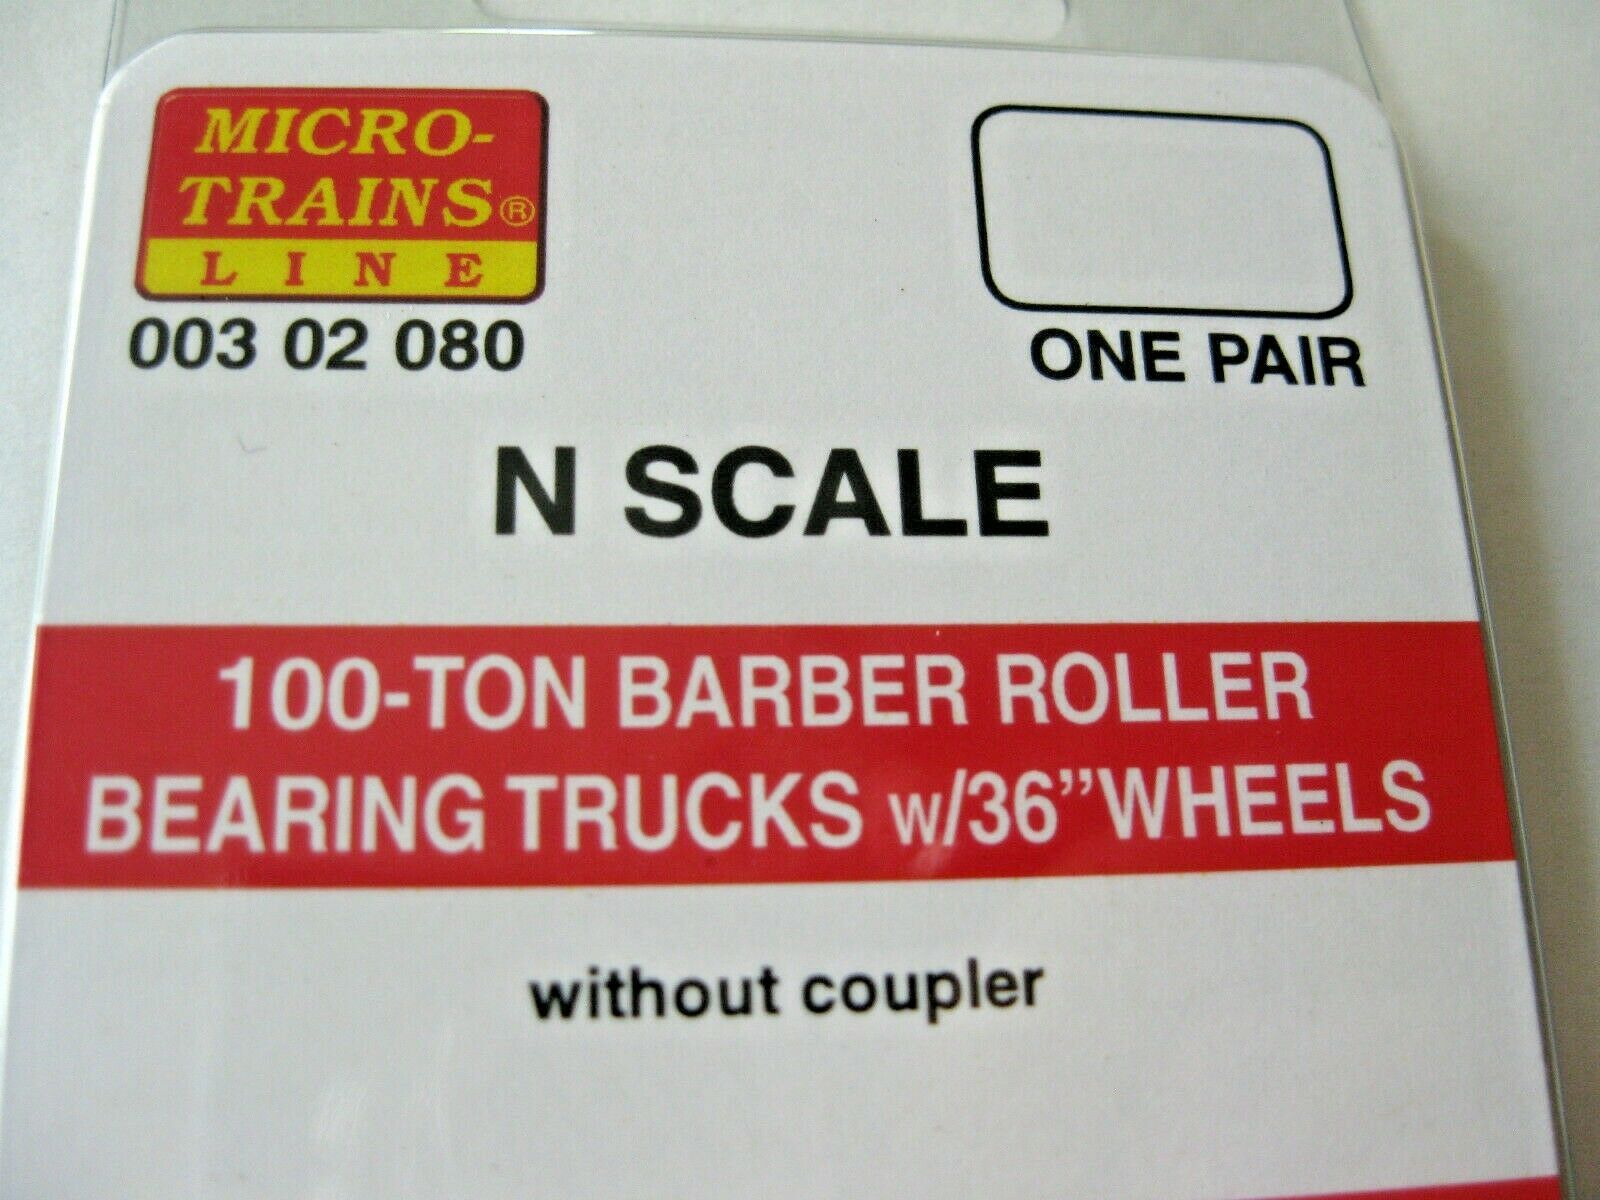 MICRO-
TRAINS®
LINE
003 02 080
ONE PAIR
N SCALE
100-TON BARBER ROLLER
BEARING TRUCKS w/36” WHEELS
without coupler